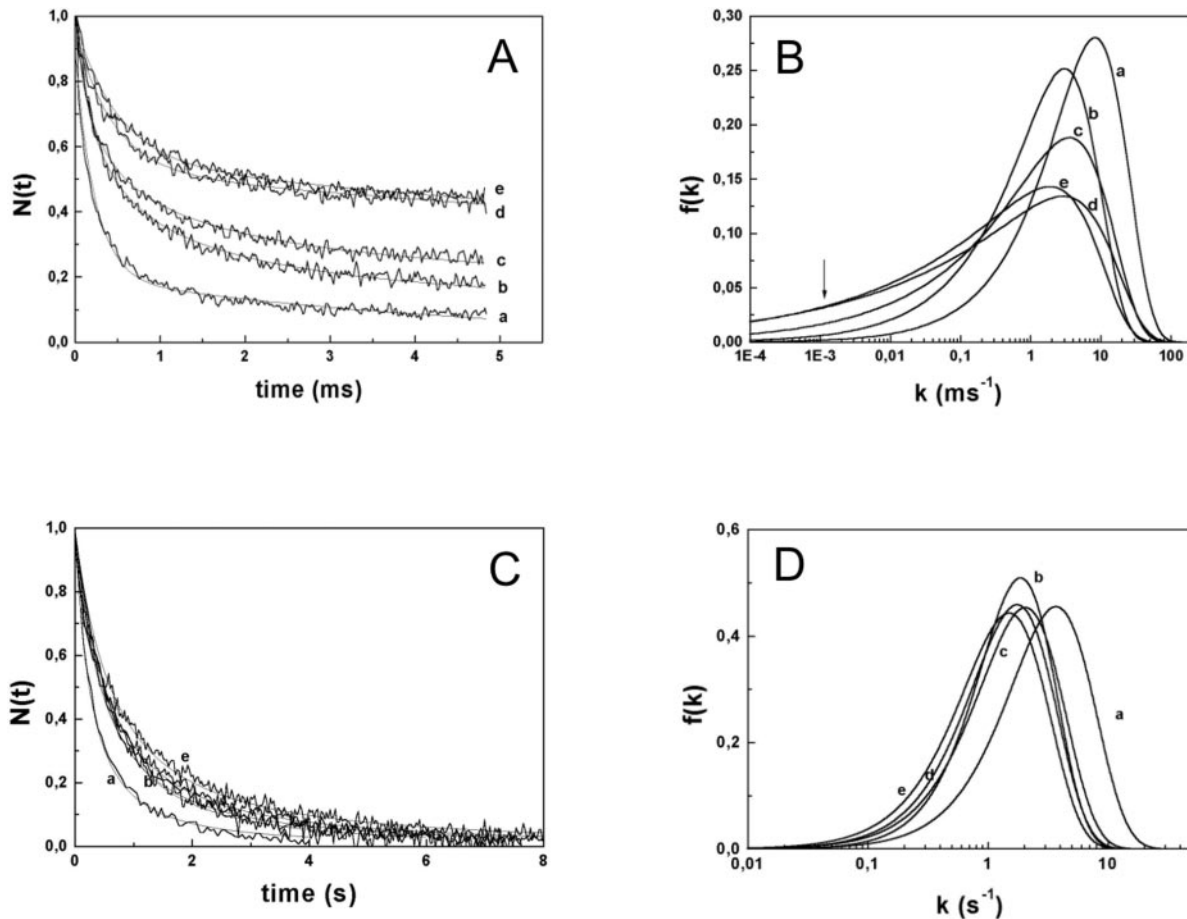 A
N(t)
1,0
0,8
0,6
0,4
0,2
0,0
e
d
c
b
a
0 1 2 3 4 5
time (ms)
B
f(k)
0,30
0,25
0,20
0,15
0,10
0,05
0,00
a
b
c
e
d
1E-4 1E-3 0,01 0,1 1 10 100
k (ms⁻¹)
C
N(t)
1,0
0,8
0,6
0,4
0,2
0,0
e
a b
0 2 4 6 8
time (s)
D
f(k)
0,6
0,4
0,2
0,0
b
c
a
e d
0,01 0,1 1 10
k (s⁻¹)